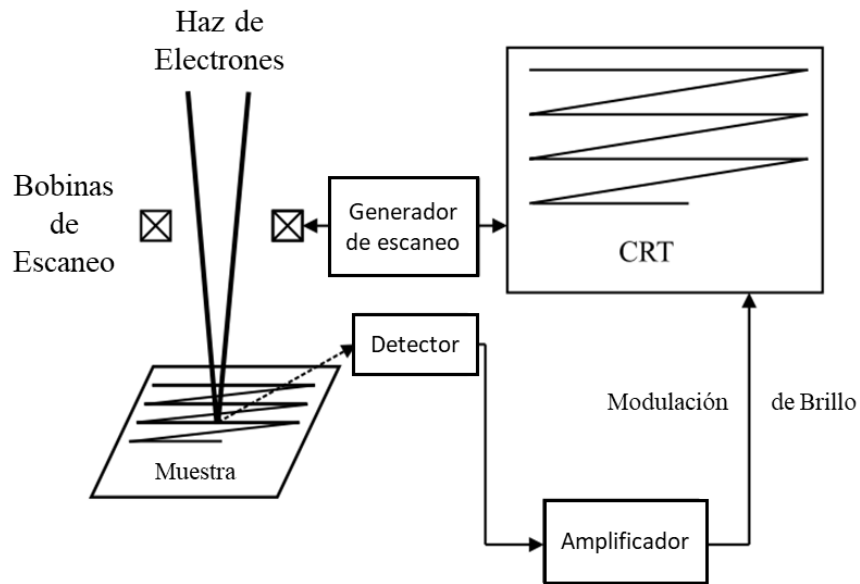 Haz de
Electrones
Bobinas
de
Escaneo
Generador
de escaneo
CRT
Detector
Modulación de Brillo
Muestra
Amplificador